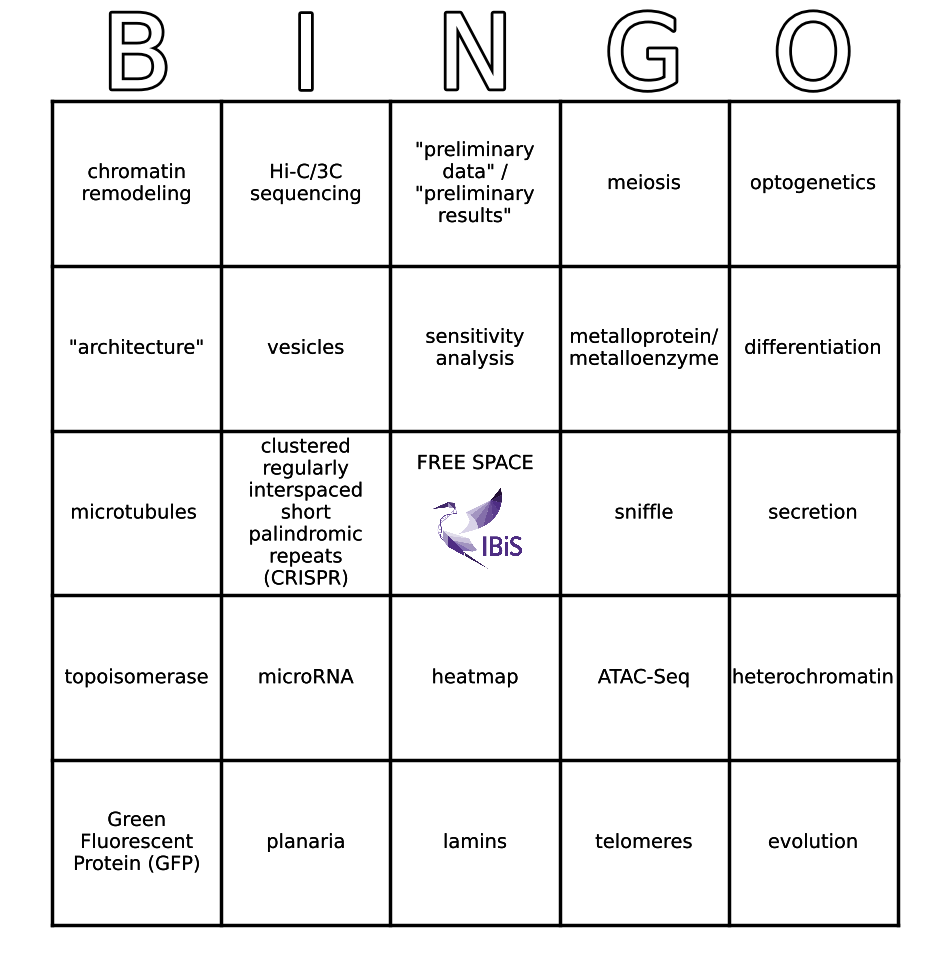 B I N G O
chromatin
remodeling
Hi-C/3C
sequencing
"preliminary
data" /
"preliminary
results"
meiosis
optogenetics
"architecture"
vesicles
sensitivity
analysis
metalloprotein/
metalloenzyme
differentiation
microtubules
clustered
regularly
interspaced
short
palindromic
repeats
(CRISPR)
FREE SPACE
IBiS
sniffle
secretion
topoisomerase
microRNA
heatmap
ATAC-Seq
heterochromatin
Green
Fluorescent
Protein (GFP)
planaria
lamins
telomeres
evolution